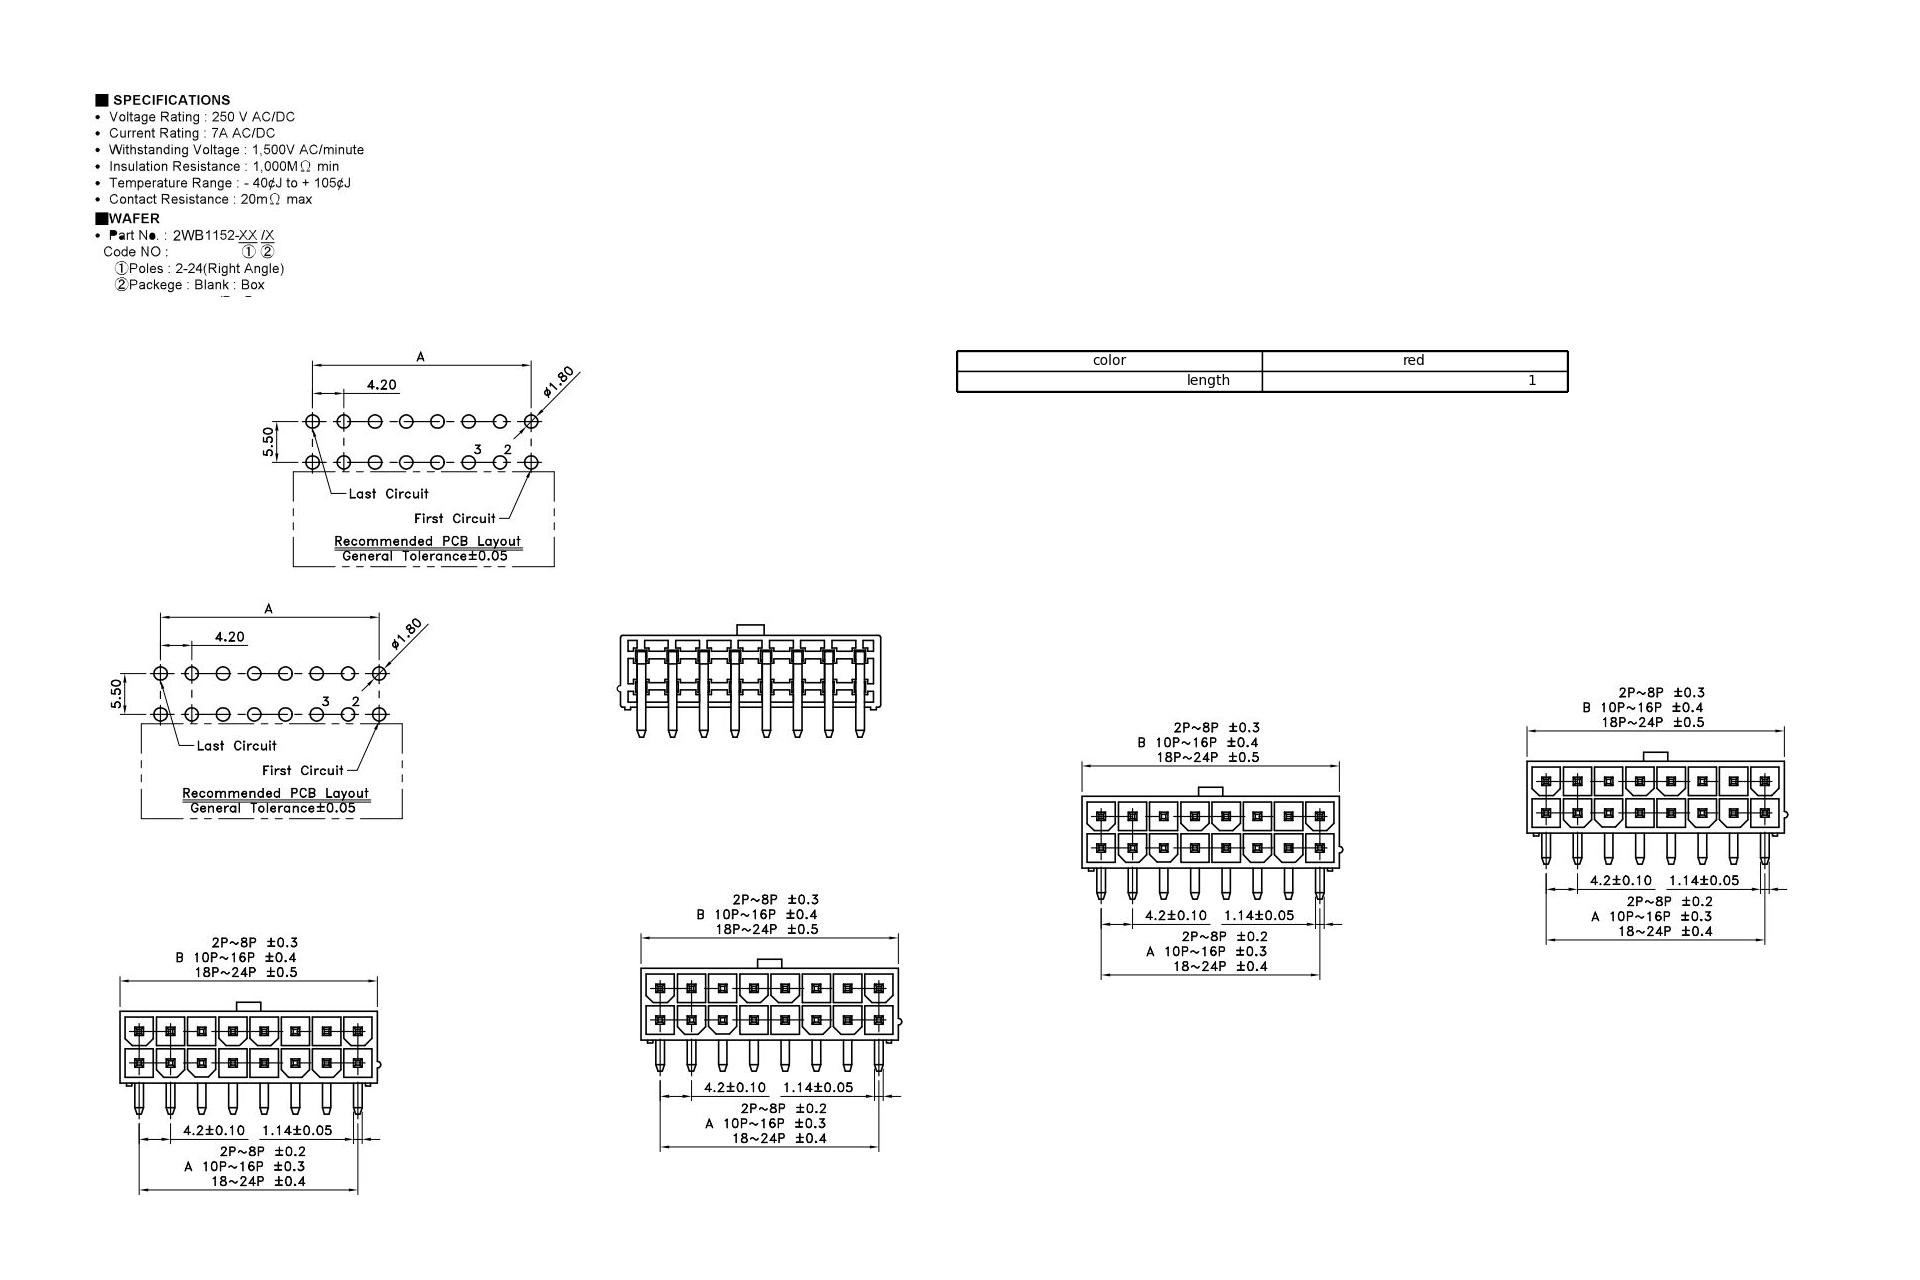 ■ SPECIFICATIONS
• Voltage Rating : 250 V AC/DC
• Current Rating : 7A AC/DC
• Withstanding Voltage : 1,500V AC/minute
• Insulation Resistance : 1,000MΩ min
• Temperature Range : - 40¢J to + 105¢J
• Contact Resistance : 20mΩ max
■WAFER
• Part No. : 2WB1152-XX /X
Code NO : ① ②
①Poles : 2-24(Right Angle)
②Packege : Blank : Box
A
4.20
ø1.80
5.50
3 2
Last Circuit
First Circuit
Recommended PCB Layout
General Tolerance±0.05
color red
length 1
A
4.20
ø1.80
5.50
3 2
Last Circuit
First Circuit
Recommended PCB Layout
General Tolerance±0.05
2P~8P ±0.3
B 10P~16P ±0.4
18P~24P ±0.5
4.2±0.10 1.14±0.05
2P~8P ±0.2
A 10P~16P ±0.3
18~24P ±0.4
2P~8P ±0.3
B 10P~16P ±0.4
18P~24P ±0.5
4.2±0.10 1.14±0.05
2P~8P ±0.2
A 10P~16P ±0.3
18~24P ±0.4
2P~8P ±0.3
B 10P~16P ±0.4
18P~24P ±0.5
4.2±0.10 1.14±0.05
2P~8P ±0.2
A 10P~16P ±0.3
18~24P ±0.4
2P~8P ±0.3
B 10P~16P ±0.4
18P~24P ±0.5
4.2±0.10 1.14±0.05
2P~8P ±0.2
A 10P~16P ±0.3
18~24P ±0.4